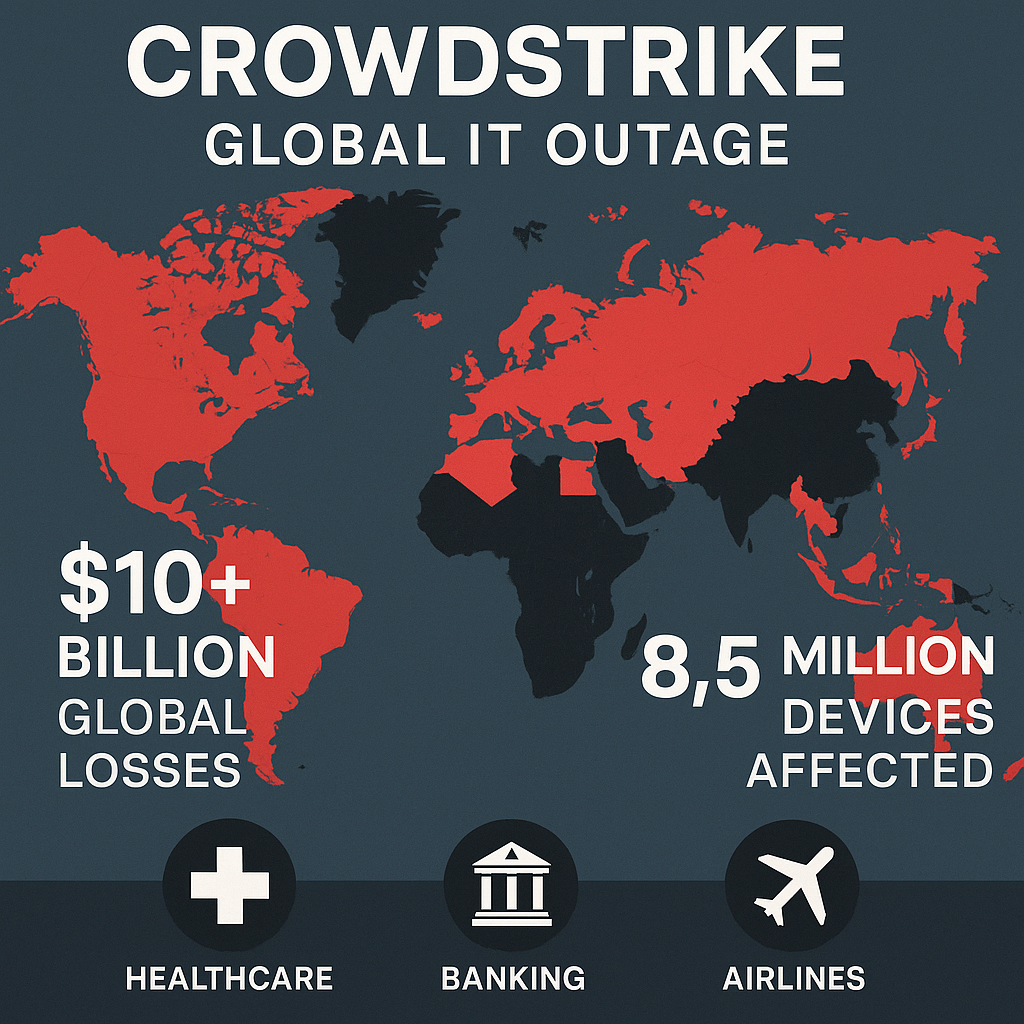 CROWDSTRIKE
GLOBAL IT OUTAGE
$10+
BILLION
GLOBAL
LOSSES
8,5 MILLION
DEVICES
AFFECTED
HEALTHCARE
BANKING
AIRLINES